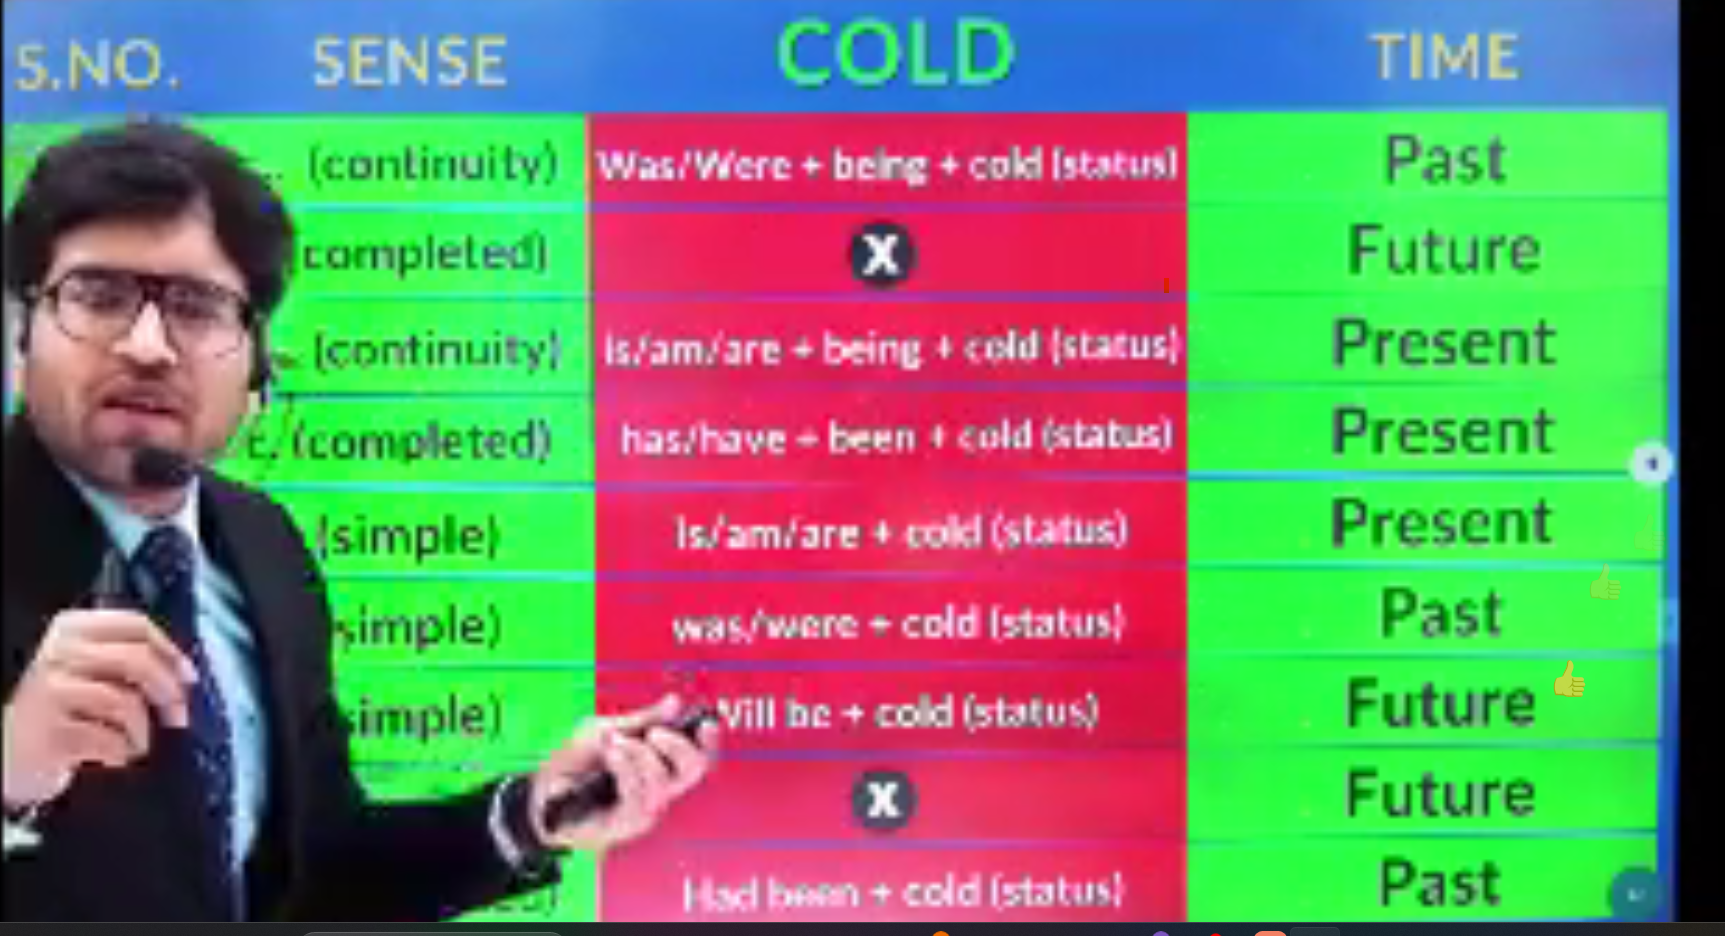 S.NO. SENSE COLD TIME
(continuity) Was/Were + being + cold (status) Past
completed) X Future
(continuity) is/am/are + being + cold (status) Present
(completed) has/have + been + cold (status) Present
(simple) Is/am/are + cold (status) Present
simple) was/were + cold (status) Past
simple) Will be + cold (status) Future
X Future
Had been + cold (status) Past